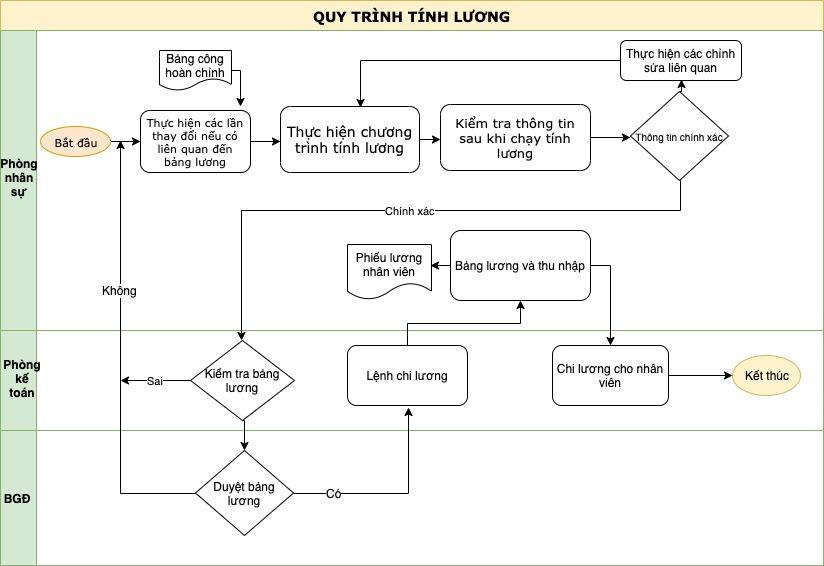 QUY TRÌNH TÍNH LƯƠNG
Phòng
nhân
sự
Bảng công
hoàn chỉnh
Thực hiện các chỉnh
sửa liên quan
Bắt đầu
Thực hiện các lần
thay đổi nếu có
liên quan đến
bảng lương
Thực hiện chương
trình tính lương
Kiểm tra thông tin
sau khi chạy tính
lương
Thông tin chính xác
Chính xác
Phiếu lương
nhân viên
Bảng lương và thu nhập
Không
Phòng
kế
toán
Kiểm tra bảng
lương
Sai
Lệnh chi lương
Chi lương cho nhân
viên
Kết thúc
BGĐ
Duyệt bảng
lương
Có